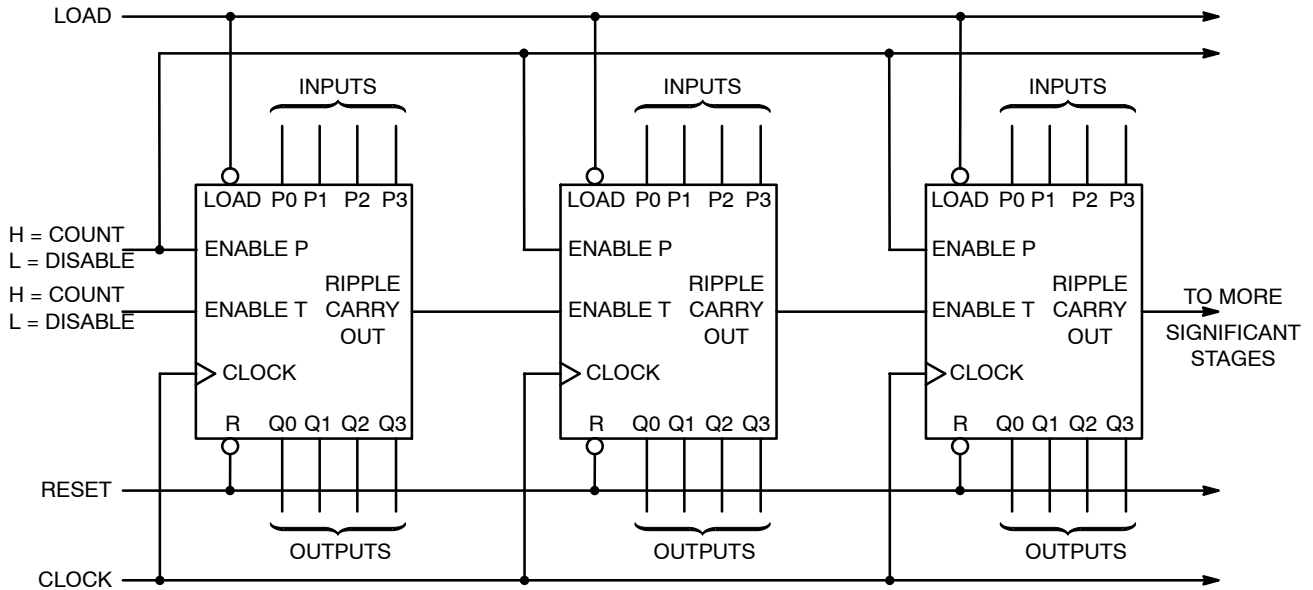 LOAD
INPUTS
INPUTS
INPUTS
LOAD P0 P1 P2 P3
LOAD P0 P1 P2 P3
LOAD P0 P1 P2 P3
H = COUNT
L = DISABLE
ENABLE P
ENABLE P
ENABLE P
H = COUNT
L = DISABLE
ENABLE T
RIPPLE
CARRY
OUT
ENABLE T
RIPPLE
CARRY
OUT
ENABLE T
RIPPLE
CARRY
OUT
TO MORE
SIGNIFICANT
STAGES
CLOCK
CLOCK
CLOCK
R Q0 Q1 Q2 Q3
R Q0 Q1 Q2 Q3
R Q0 Q1 Q2 Q3
RESET
OUTPUTS
OUTPUTS
OUTPUTS
CLOCK